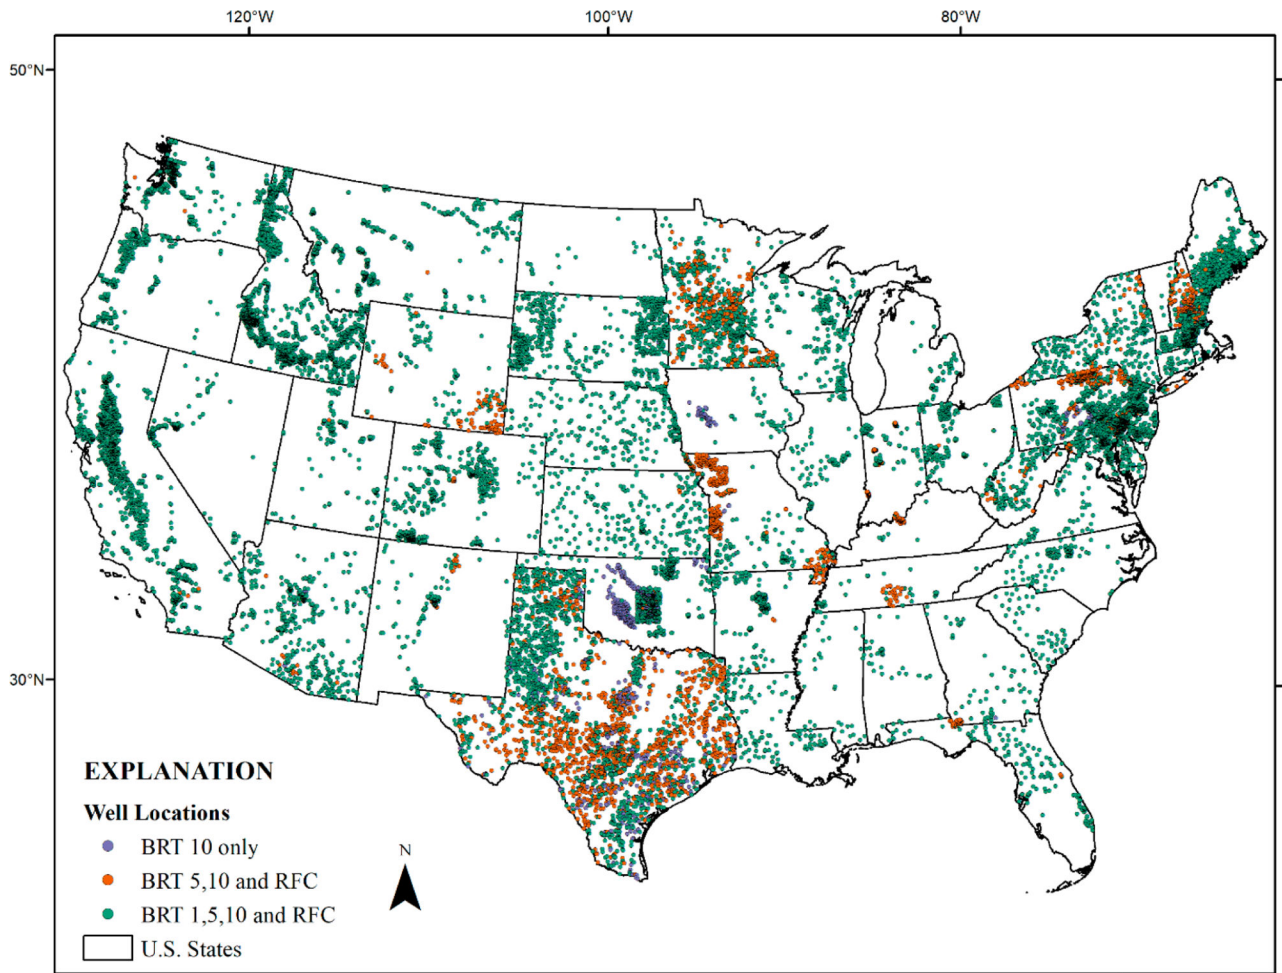 120°W 100°W 80°W
50°N
30°N
EXPLANATION
Well Locations
BRT 10 only
BRT 5,10 and RFC
BRT 1,5,10 and RFC
U.S. States
N